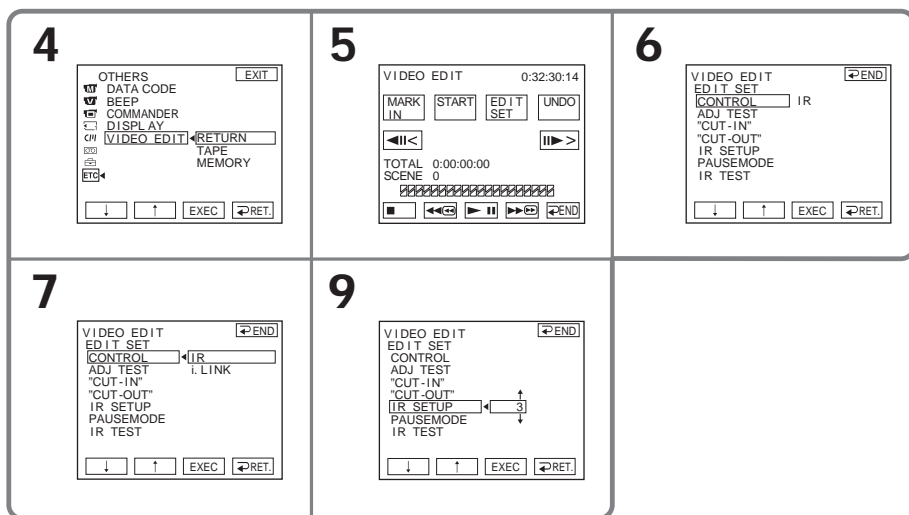 4
OTHERS EXIT
DATA CODE
BEEP
COMMANDER
DISPLAY
VIDEO EDIT RETURN
TAPE
MEMORY
ETC
↓ ↑ EXEC RET.
5
VIDEO EDIT 0:32:30:14
MARK IN START EDIT SET UNDO
TOTAL 0:00:00:00
SCENE 0
END
6
VIDEO EDIT END
EDIT SET
CONTROL IR
ADJ TEST
"CUT-IN"
"CUT-OUT"
IR SETUP
PAUSEMODE
IR TEST
↓ ↑ EXEC RET.
7
VIDEO EDIT END
EDIT SET
CONTROL IR
ADJ TEST i.LINK
"CUT-IN"
"CUT-OUT"
IR SETUP
PAUSEMODE
IR TEST
↓ ↑ EXEC RET.
9
VIDEO EDIT END
EDIT SET
CONTROL
ADJ TEST
"CUT-IN"
"CUT-OUT"
IR SETUP 3
PAUSEMODE
IR TEST
↓ ↑ EXEC RET.